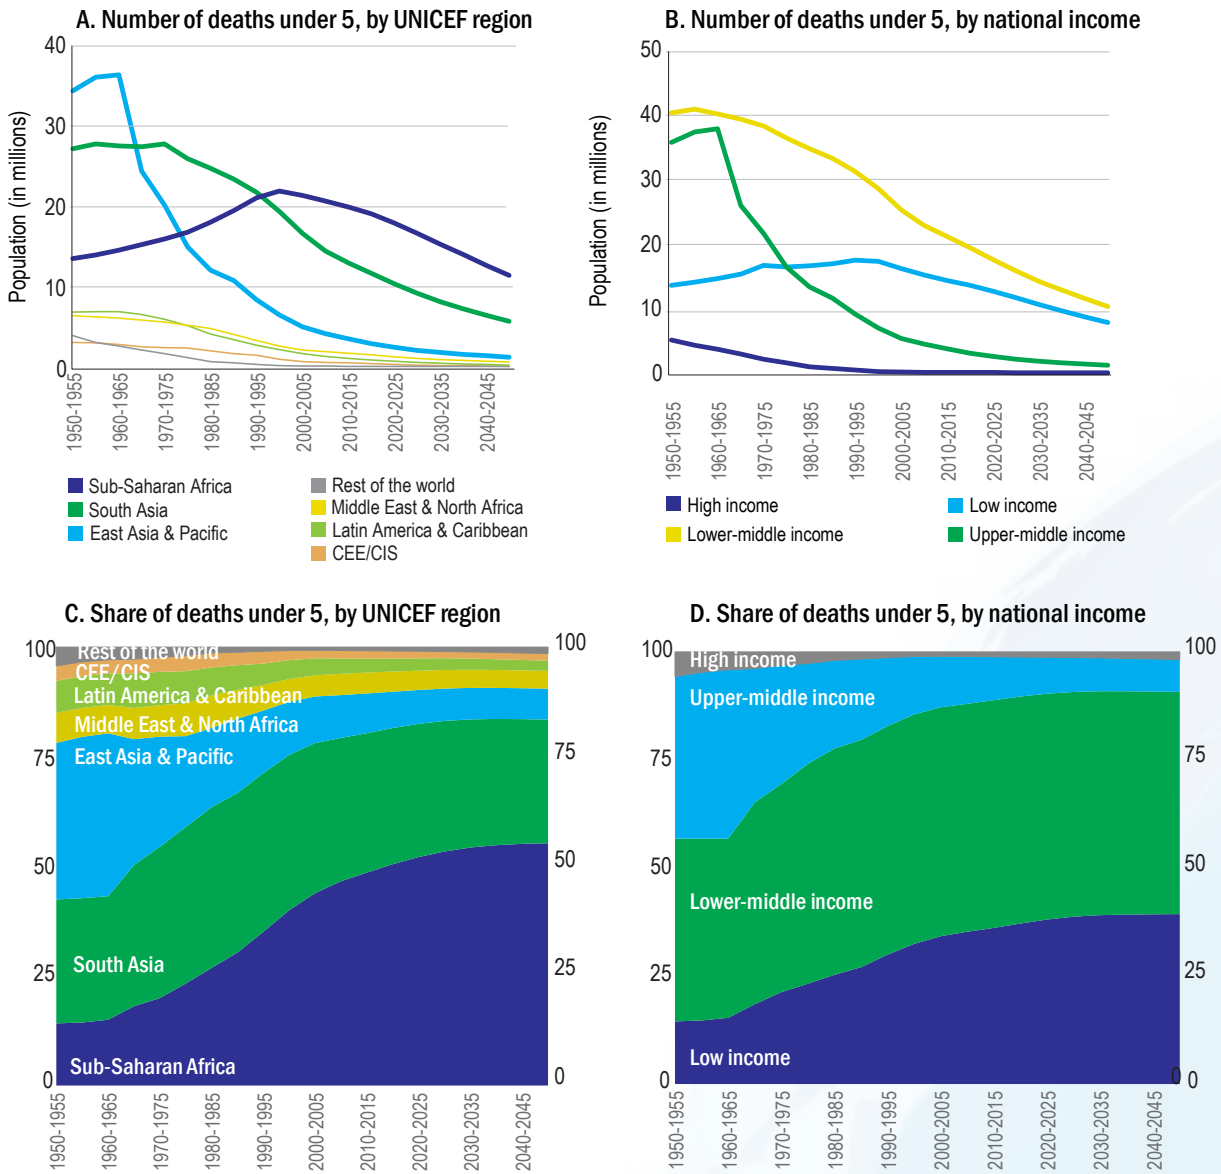 A. Number of deaths under 5, by UNICEF region
40
30
20
10
0
Population (in millions)
1950-1955
1960-1965
1970-1975
1980-1985
1990-1995
2000-2005
2010-2015
2020-2025
2030-2035
2040-2045
Sub-Saharan Africa
South Asia
East Asia & Pacific
Rest of the world
Middle East & North Africa
Latin America & Caribbean
CEE/CIS
B. Number of deaths under 5, by national income
50
40
30
20
10
0
Population (in millions)
1950-1955
1960-1965
1970-1975
1980-1985
1990-1995
2000-2005
2010-2015
2020-2025
2030-2035
2040-2045
High income
Lower-middle income
Low income
Upper-middle income
C. Share of deaths under 5, by UNICEF region
100
75
50
25
0
Rest of the world
CEE/CIS
Latin America & Caribbean
Middle East & North Africa
East Asia & Pacific
South Asia
Sub-Saharan Africa
100
75
50
25
0
1950-1955
1960-1965
1970-1975
1980-1985
1990-1995
2000-2005
2010-2015
2020-2025
2030-2035
2040-2045
D. Share of deaths under 5, by national income
100
75
50
25
0
High income
Upper-middle income
Lower-middle income
Low income
100
75
50
25
0 0
1950-1955
1960-1965
1970-1975
1980-1985
1990-1995
2000-2005
2010-2015
2020-2025
2030-2035
2040-2045